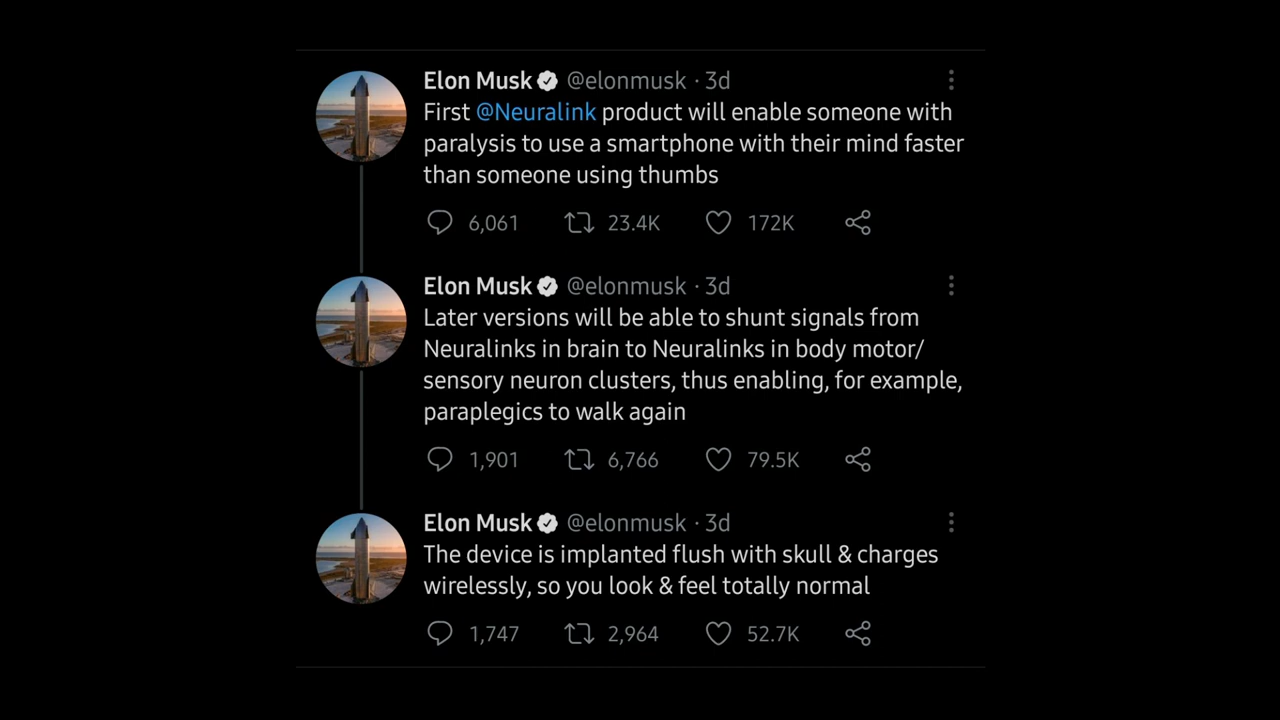 Elon Musk @elonmusk · 3d
First @Neuralink product will enable someone with
paralysis to use a smartphone with their mind faster
than someone using thumbs
6,061 23.4K 172K
Elon Musk @elonmusk · 3d
Later versions will be able to shunt signals from
Neuralinks in brain to Neuralinks in body motor/
sensory neuron clusters, thus enabling, for example,
paraplegics to walk again
1,901 6,766 79.5K
Elon Musk @elonmusk · 3d
The device is implanted flush with skull & charges
wirelessly, so you look & feel totally normal
1,747 2,964 52.7K